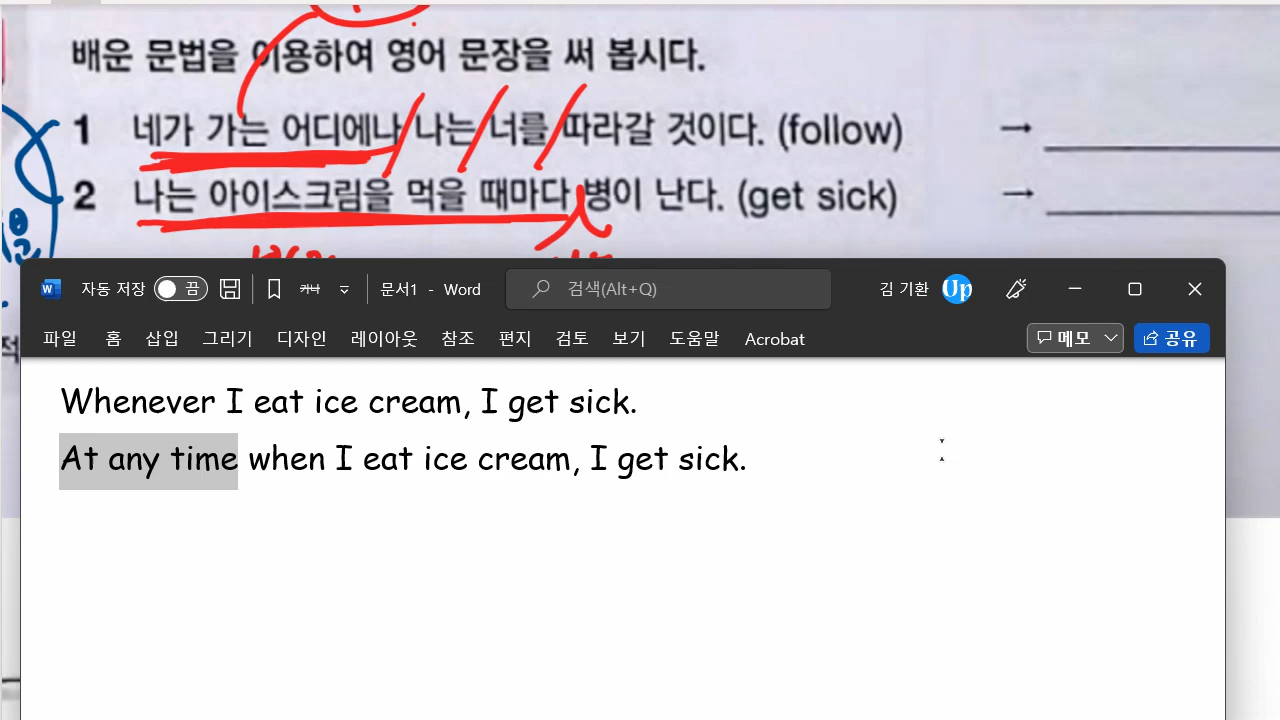 배운 문법을 이용하여 영어 문장을 써 봅시다.
1 네가 가는 어디에나 나는 너를 따라갈 것이다. (follow) →
2 나는 아이스크림을 먹을 때마다 병이 난다. (get sick) →
적
자동 저장 끔 가나 문서1 - Word 검색(Alt+Q) 김 기환 Up
파일 홈 삽입 그리기 디자인 레이아웃 참조 편지 검토 보기 도움말 Acrobat 메모 공유
Whenever I eat ice cream, I get sick.
At any time when I eat ice cream, I get sick.